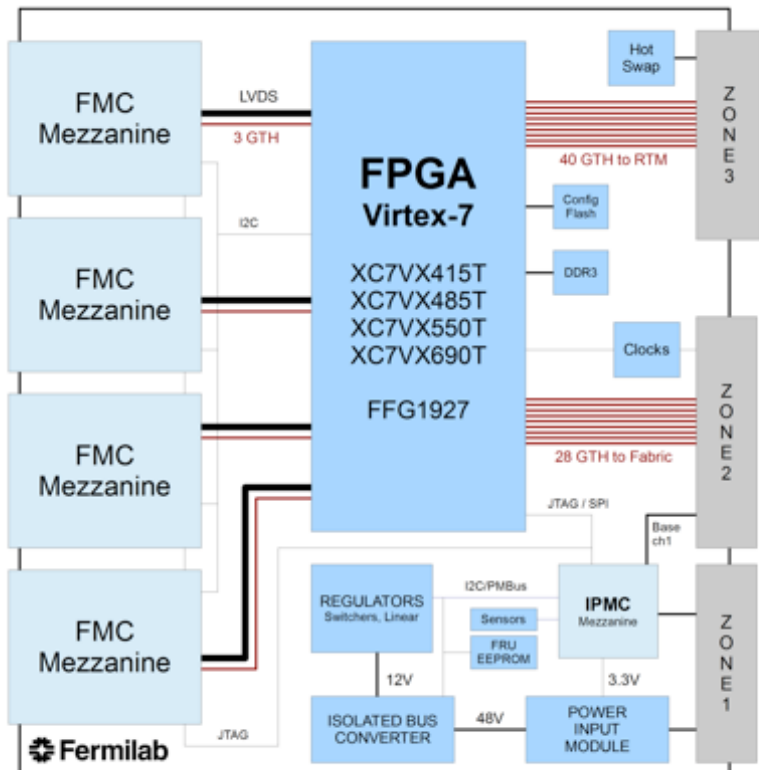 FMC
Mezzanine
LVDS
3 GTH
I2C
FMC
Mezzanine
FMC
Mezzanine
FMC
Mezzanine
JTAG
FPGA
Virtex-7
XC7VX415T
XC7VX485T
XC7VX550T
XC7VX690T
FFG1927
Hot
Swap
40 GTH to RTM
Config
Flash
DDR3
Clocks
28 GTH to Fabric
JTAG / SPI
Base
ch1
ZONE3
ZONE2
ZONE1
REGULATORS
Switchers, Linear
I2C/PMBus
Sensors
FRU
EEPROM
IPMC
Mezzanine
12V
3.3V
ISOLATED BUS
CONVERTER
48V
POWER
INPUT
MODULE
Fermilab